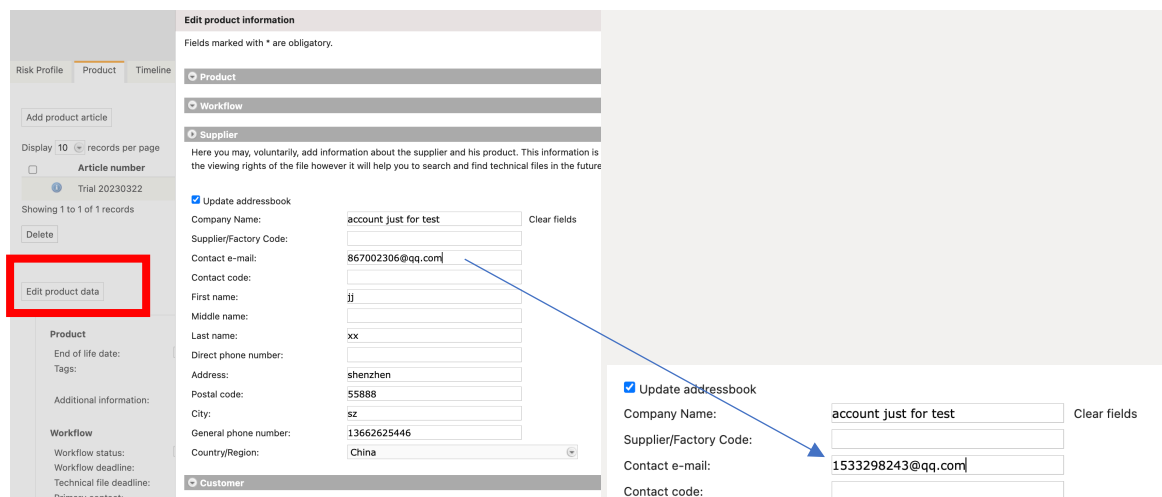 Edit product information
Fields marked with * are obligatory.
Risk Profile Product Timeline
Product
Add product article
Workflow
Display 10 records per page
Supplier
Here you may, voluntarily, add information about the supplier and his product. This information is
Article number
the viewing rights of the file however it will help you to search and find technical files in the future
Trial 20230322
Update addressbook
Showing 1 to 1 of 1 records
Company Name: account just for test Clear fields
Delete
Supplier/Factory Code:
Contact e-mail: 867002306@qq.com
Contact code:
Edit product data
First name: jj
Middle name:
Product
Last name: xx
End of life date:
Direct phone number:
Tags:
Address: shenzhen
Additional information:
Postal code: 55888
City: sz
Workflow
General phone number: 13662625446
Workflow status:
Country/Region: China
Workflow deadline:
Technical file deadline:
Customer
Primary contact:
Update addressbook
Company Name: account just for test Clear fields
Supplier/Factory Code:
Contact e-mail: 1533298243@qq.com
Contact code: